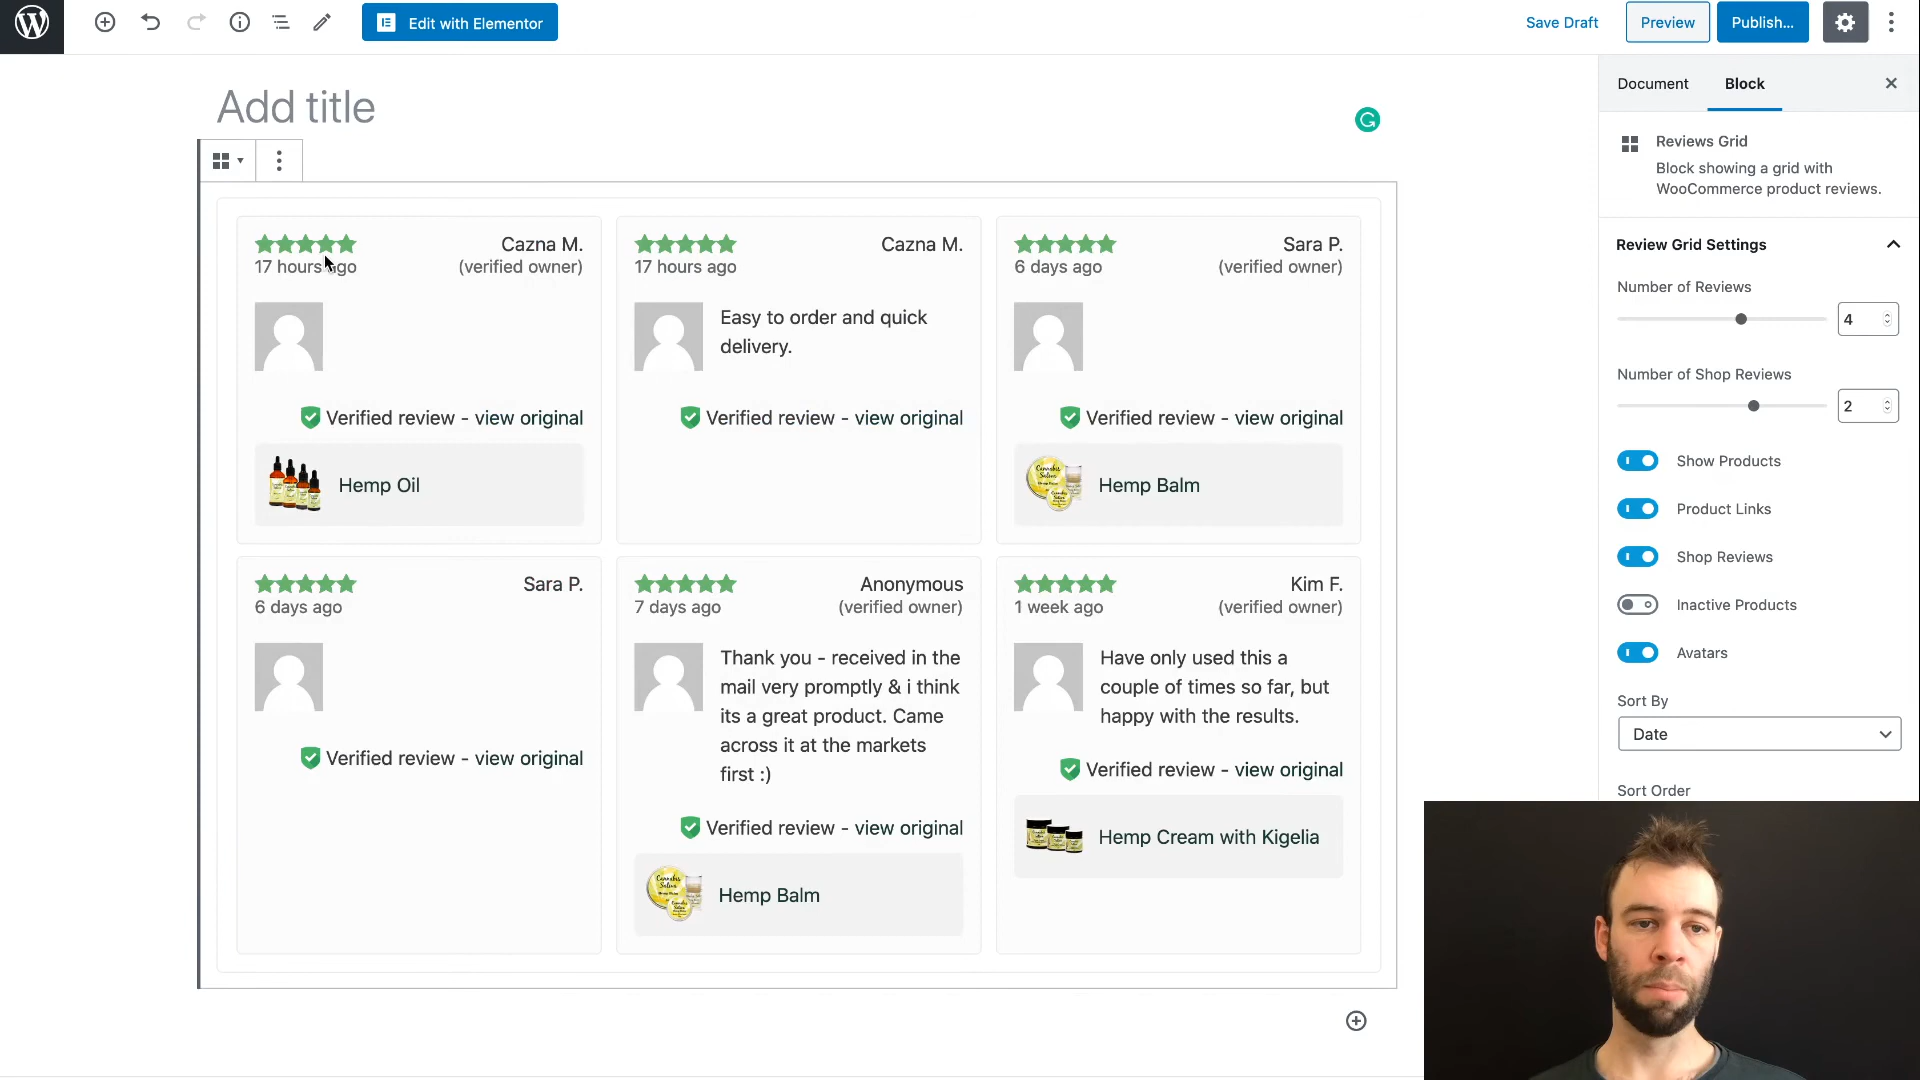 Edit with Elementor
Save Draft
Preview
Publish...
Add title
Document
Block
Reviews Grid
Block showing a grid with
WooCommerce product reviews.
Review Grid Settings
Number of Reviews
4
Number of Shop Reviews
2
Show Products
Product Links
Shop Reviews
Inactive Products
Avatars
Sort By
Date
Sort Order
Cazna M.
17 hours ago
(verified owner)
Verified review - view original
Hemp Oil
Cazna M.
17 hours ago
Easy to order and quick
delivery.
Verified review - view original
Sara P.
6 days ago
(verified owner)
Verified review - view original
Hemp Balm
Sara P.
6 days ago
Verified review - view original
Anonymous
7 days ago
(verified owner)
Thank you - received in the
mail very promptly & i think
its a great product. Came
across it at the markets
first :)
Verified review - view original
Hemp Balm
Kim F.
1 week ago
(verified owner)
Have only used this a
couple of times so far, but
happy with the results.
Verified review - view original
Hemp Cream with Kigelia